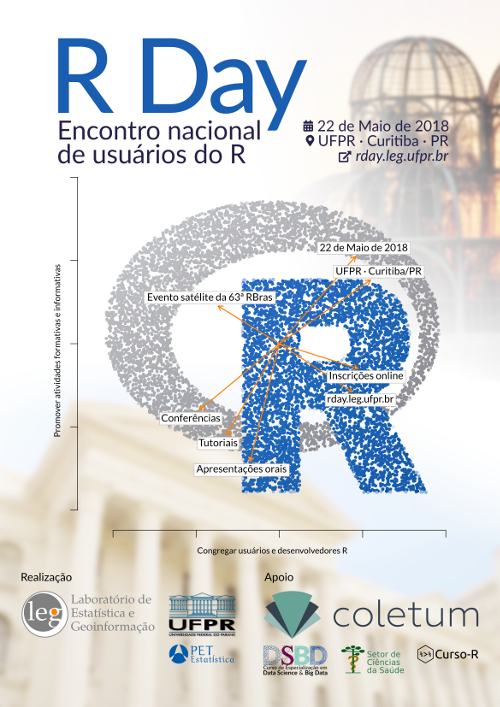 R Day
Encontro nacional
de usuários do R
22 de Maio de 2018
UFPR · Curitiba · PR
rday.leg.ufpr.br
22 de Maio de 2018
UFPR · Curitiba/PR
Evento satélite da 63ª RBras
Inscrições online
rday.leg.ufpr.br
Conferências
Tutoriais
Apresentações orais
Promover atividades formativas e informativas
Congregar usuários e desenvolvedores R
Realização
leg
Laboratório de
Estatística e
Geoinformação
UFPR
UNIVERSIDADE FEDERAL DO PARANÁ
PET
Estatística
Apoio
coletum
DSBD
Curso de Especialização em
Data Science & Big Data
Setor de
Ciências
da Saúde
Curso-R